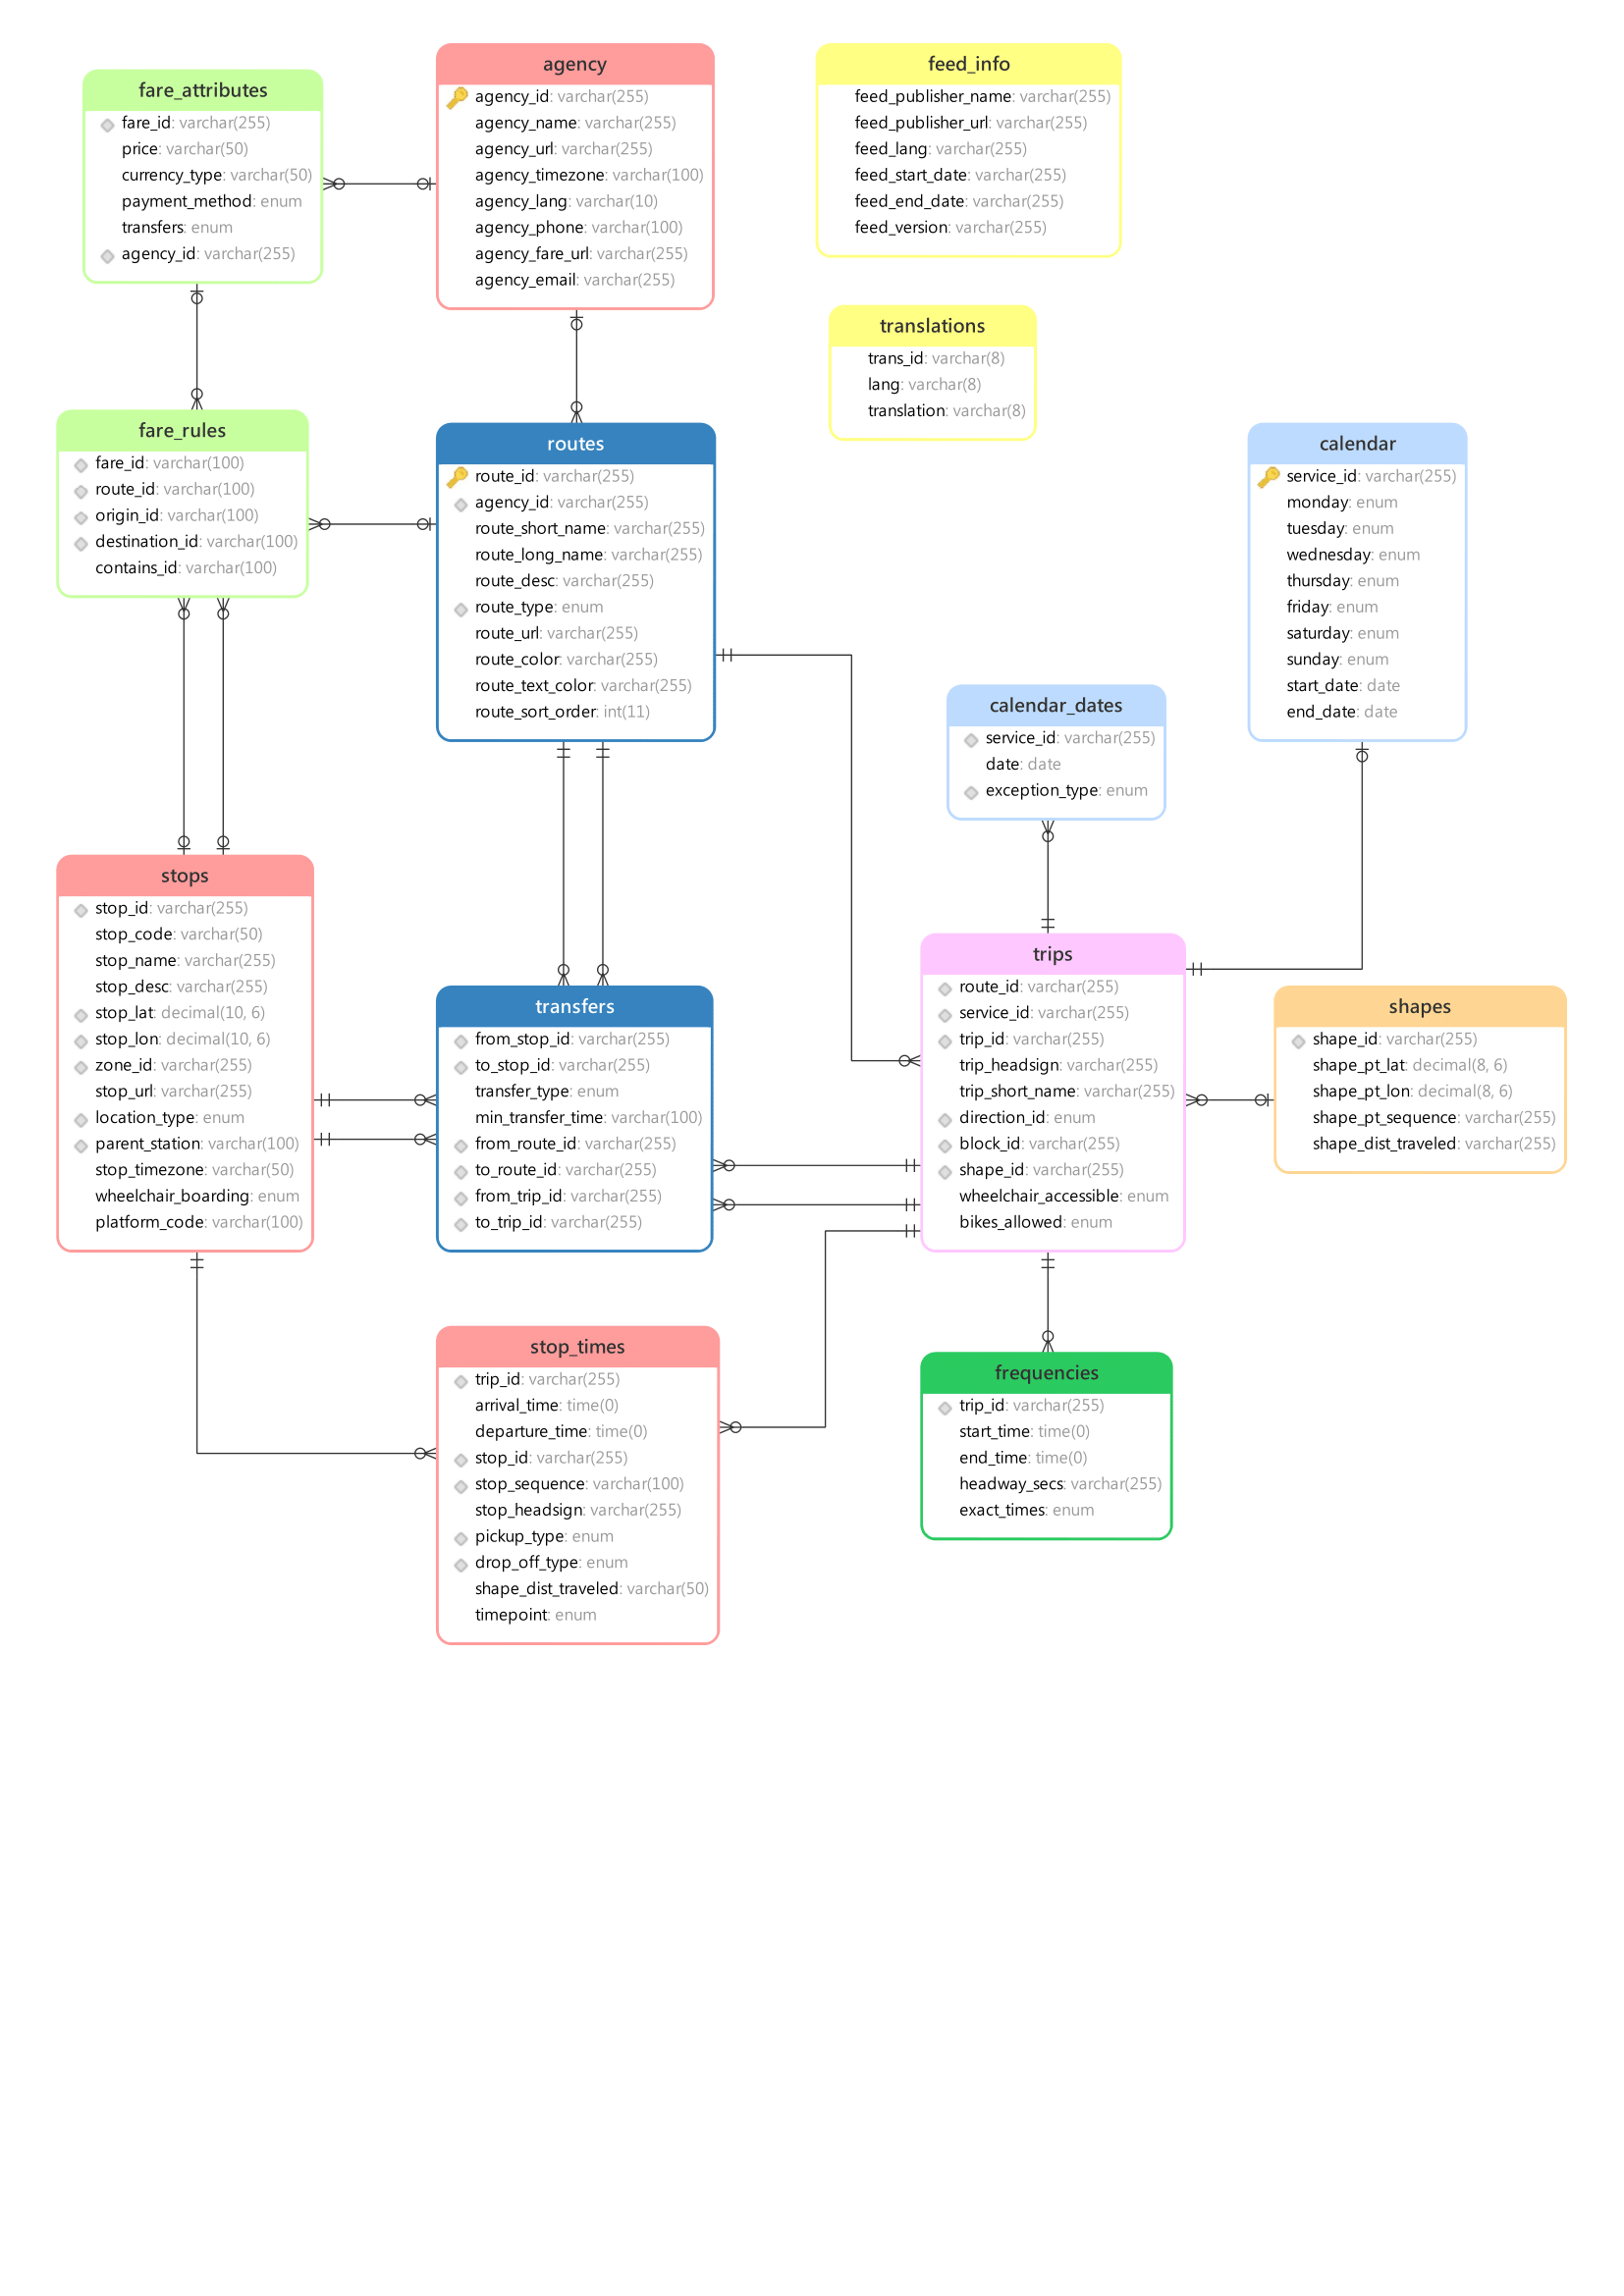 fare_attributes
fare_id: varchar(255)
price: varchar(50)
currency_type: varchar(50)
payment_method: enum
transfers: enum
agency_id: varchar(255)
agency
agency_id: varchar(255)
agency_name: varchar(255)
agency_url: varchar(255)
agency_timezone: varchar(100)
agency_lang: varchar(10)
agency_phone: varchar(100)
agency_fare_url: varchar(255)
agency_email: varchar(255)
feed_info
feed_publisher_name: varchar(255)
feed_publisher_url: varchar(255)
feed_lang: varchar(255)
feed_start_date: varchar(255)
feed_end_date: varchar(255)
feed_version: varchar(255)
translations
trans_id: varchar(8)
lang: varchar(8)
translation: varchar(8)
fare_rules
fare_id: varchar(100)
route_id: varchar(100)
origin_id: varchar(100)
destination_id: varchar(100)
contains_id: varchar(100)
routes
route_id: varchar(255)
agency_id: varchar(255)
route_short_name: varchar(255)
route_long_name: varchar(255)
route_desc: varchar(255)
route_type: enum
route_url: varchar(255)
route_color: varchar(255)
route_text_color: varchar(255)
route_sort_order: int(11)
calendar
service_id: varchar(255)
monday: enum
tuesday: enum
wednesday: enum
thursday: enum
friday: enum
saturday: enum
sunday: enum
start_date: date
end_date: date
calendar_dates
service_id: varchar(255)
date: date
exception_type: enum
stops
stop_id: varchar(255)
stop_code: varchar(50)
stop_name: varchar(255)
stop_desc: varchar(255)
stop_lat: decimal(10, 6)
stop_lon: decimal(10, 6)
zone_id: varchar(255)
stop_url: varchar(255)
location_type: enum
parent_station: varchar(100)
stop_timezone: varchar(50)
wheelchair_boarding: enum
platform_code: varchar(100)
transfers
from_stop_id: varchar(255)
to_stop_id: varchar(255)
transfer_type: enum
min_transfer_time: varchar(100)
from_route_id: varchar(255)
to_route_id: varchar(255)
from_trip_id: varchar(255)
to_trip_id: varchar(255)
trips
route_id: varchar(255)
service_id: varchar(255)
trip_id: varchar(255)
trip_headsign: varchar(255)
trip_short_name: varchar(255)
direction_id: enum
block_id: varchar(255)
shape_id: varchar(255)
wheelchair_accessible: enum
bikes_allowed: enum
shapes
shape_id: varchar(255)
shape_pt_lat: decimal(8, 6)
shape_pt_lon: decimal(8, 6)
shape_pt_sequence: varchar(255)
shape_dist_traveled: varchar(255)
stop_times
trip_id: varchar(255)
arrival_time: time(0)
departure_time: time(0)
stop_id: varchar(255)
stop_sequence: varchar(100)
stop_headsign: varchar(255)
pickup_type: enum
drop_off_type: enum
shape_dist_traveled: varchar(50)
timepoint: enum
frequencies
trip_id: varchar(255)
start_time: time(0)
end_time: time(0)
headway_secs: varchar(255)
exact_times: enum